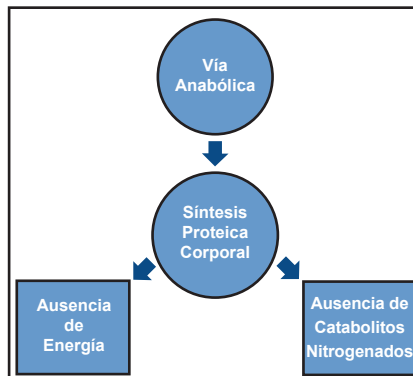 Vía
Anabólica
Síntesis
Proteica
Corporal
Ausencia
de
Energía
Ausencia de
Catabolitos
Nitrogenados